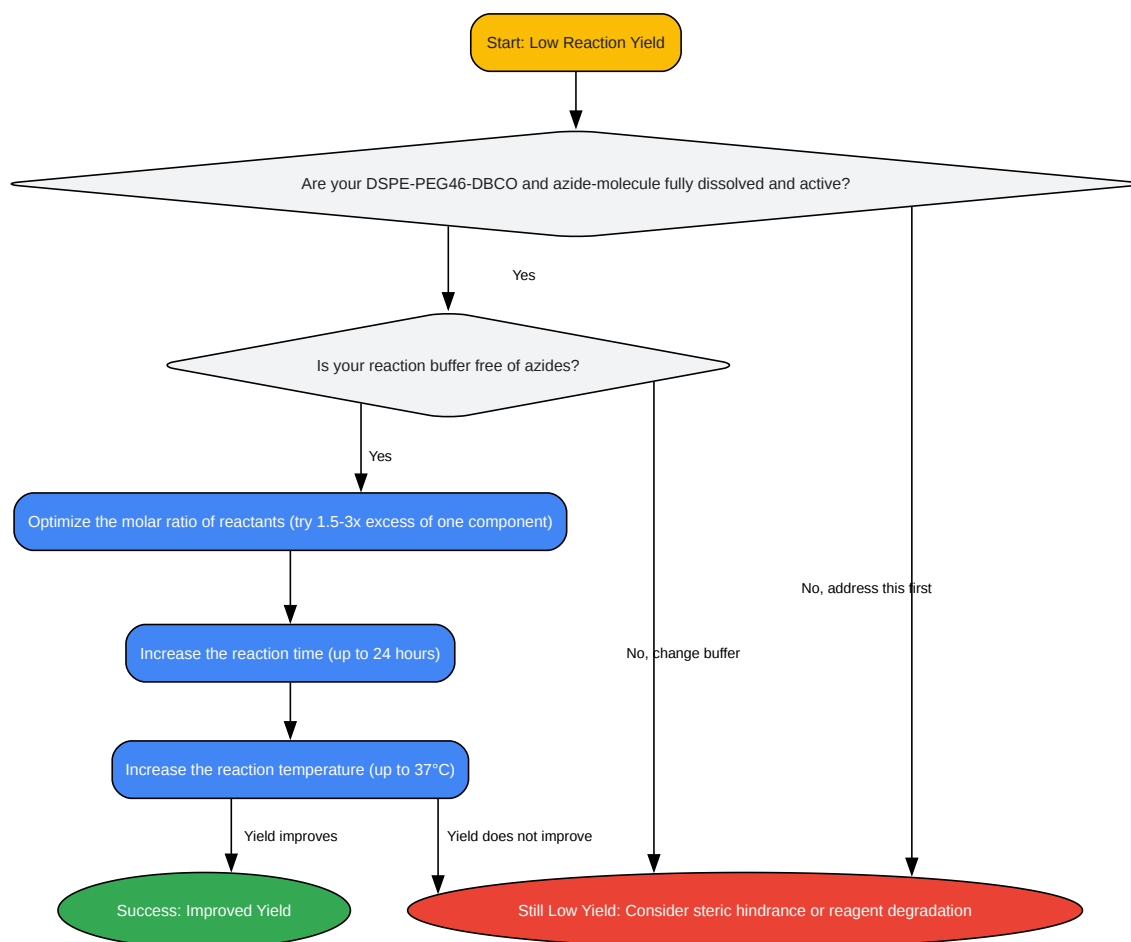 Start: Low Reaction Yield
Are your DSPE-PEG46-DBCO and azide-molecule fully dissolved and active?
Yes
Is your reaction buffer free of azides?
Yes
Optimize the molar ratio of reactants (try 1.5-3x excess of one component)
No, address this first
Increase the reaction time (up to 24 hours)
No, change buffer
Increase the reaction temperature (up to 37°C)
Yield improves
Yield does not improve
Success: Improved Yield
Still Low Yield: Consider steric hindrance or reagent degradation